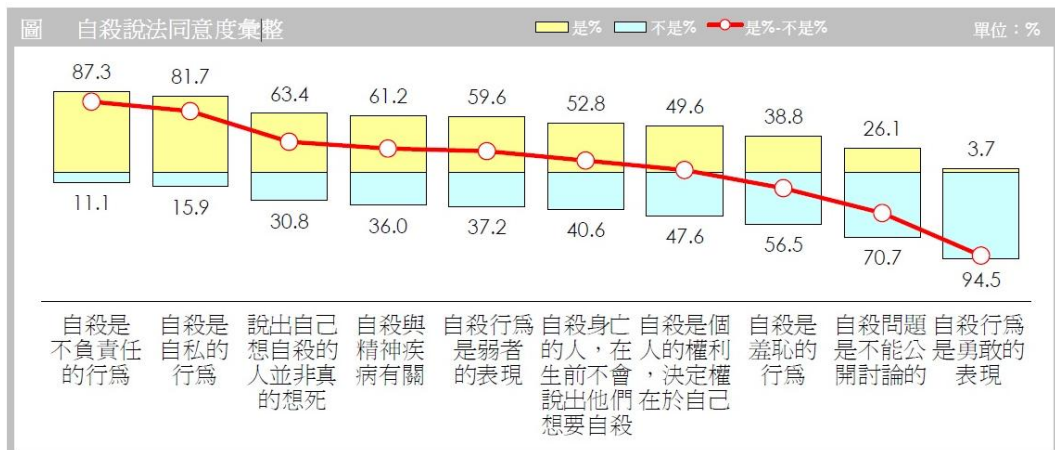 圖 自殺說法同意度彙整 是% 不是% 是%-不是% 單位：%
87.3 81.7 63.4 61.2 59.6 52.8 49.6 38.8 26.1 3.7
11.1 15.9 30.8 36.0 37.2 40.6 47.6 56.5 70.7 94.5
自殺是
不負責任
的行爲
自殺是
自私的
行爲
說出自己
想自殺的
人並非真
的想死
自殺與
精神疾
病有關
自殺行爲
是弱者
的表現
自殺身亡
的人，在
生前不會
說出他們
想要自殺
自殺是個
人的權利
，決定權
在於自己
自殺是
羞恥的
行爲
自殺問題
是不能公
開討論的
自殺行爲
是勇敢的
表現